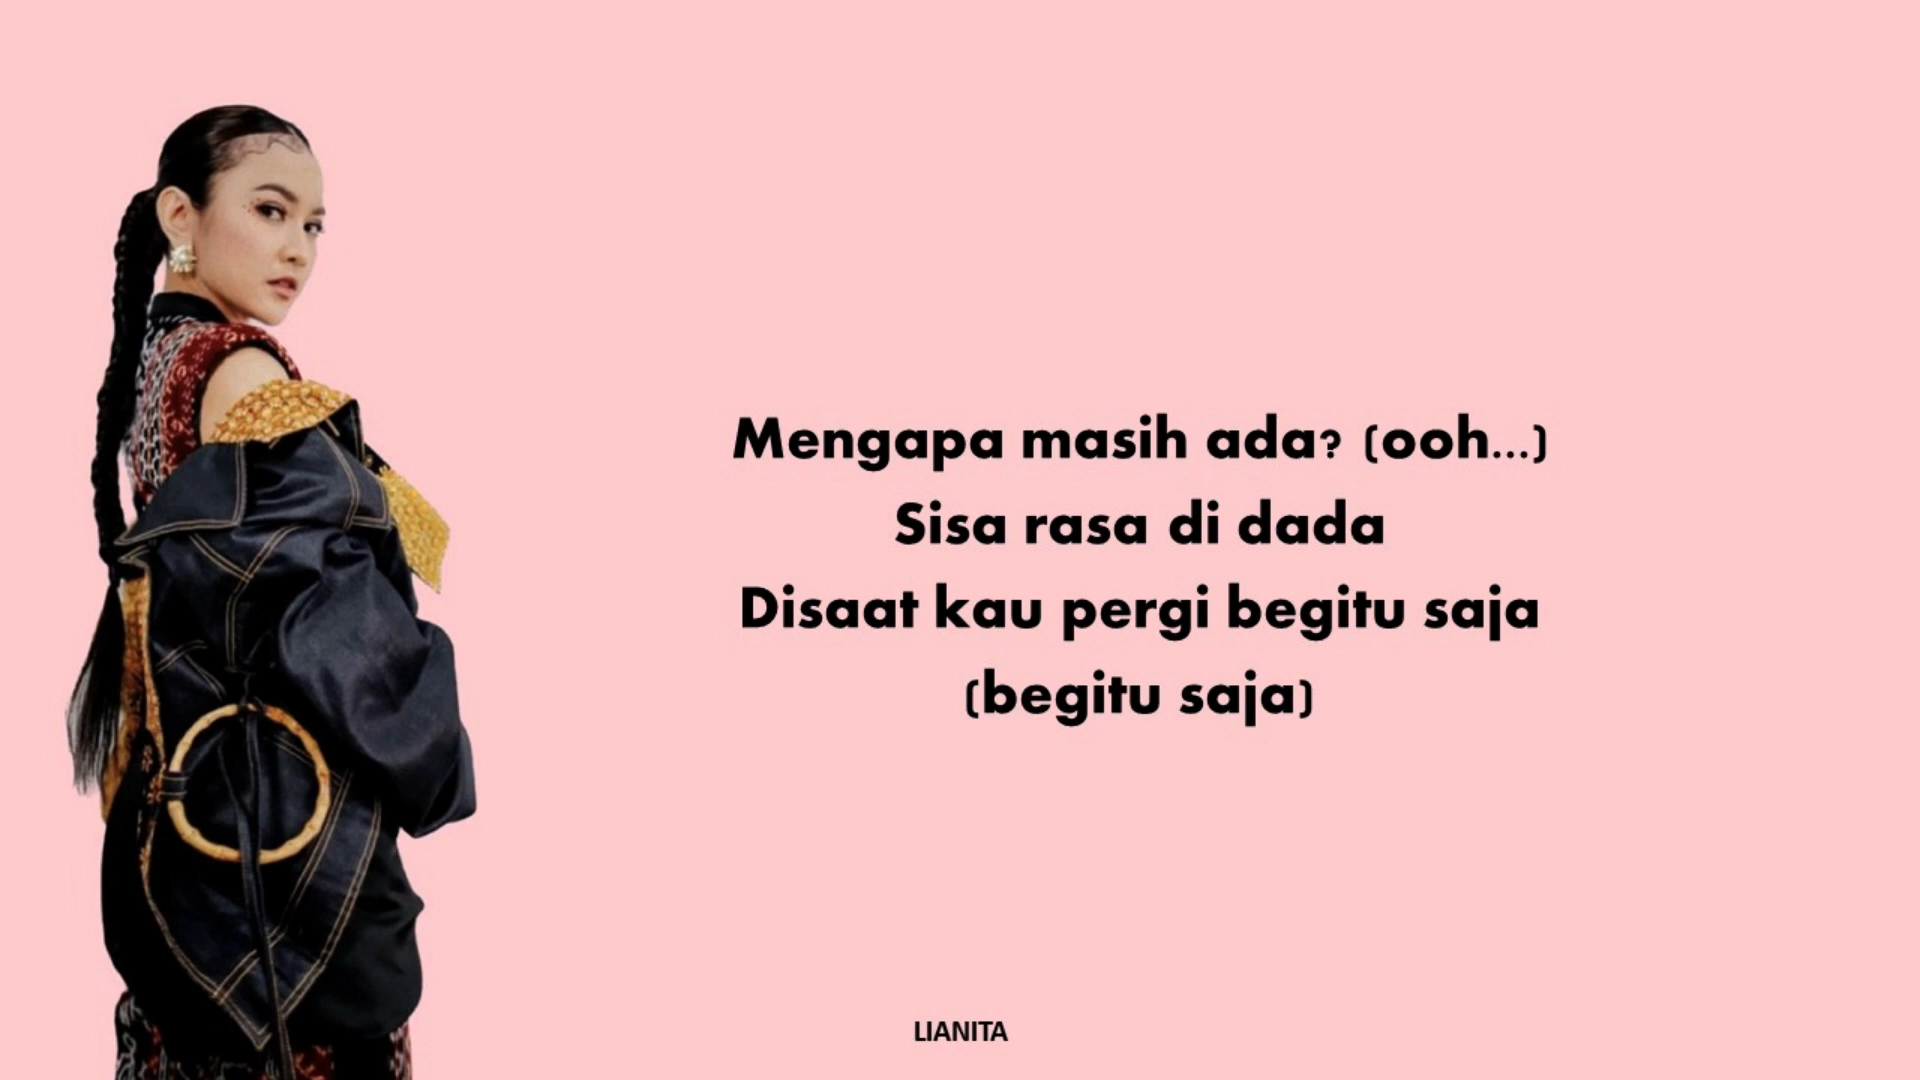 Mengapa masih ada? (ooh...)
Sisa rasa di dada
Disaat kau pergi begitu saja
(begitu saja)
LIANITA